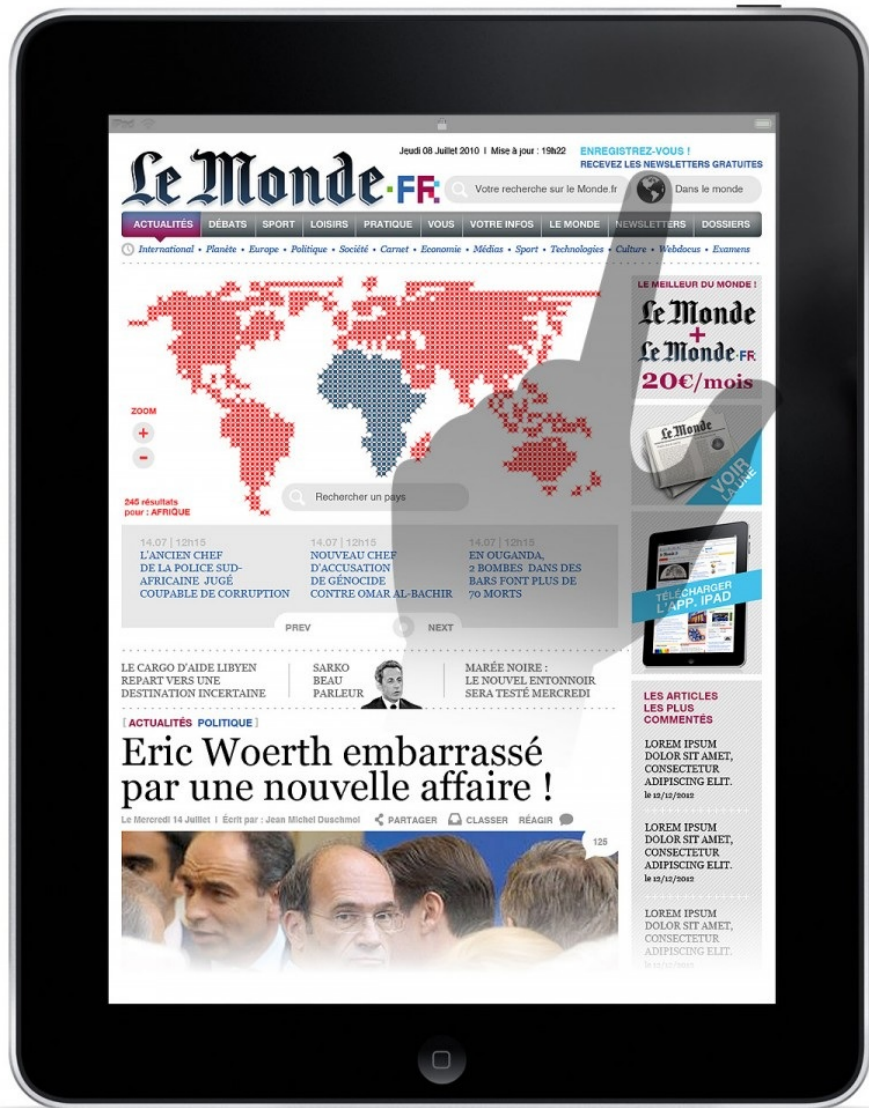 iPad
Jeudi 08 Juillet 2010 | Mise à jour : 19h22
ENREGISTREZ-VOUS !
RECEVEZ LES NEWSLETTERS GRATUITES
Le Monde.FR
Votre recherche sur le Monde.fr
Dans le monde
ACTUALITÉS DÉBATS SPORT LOISIRS PRATIQUE VOUS VOTRE INFOS LE MONDE NEWSLETTERS DOSSIERS
International • Planète • Europe • Politique • Société • Carnet • Economie • Médias • Sport • Technologies • Culture • Webdocus • Examens
ZOOM
+
-
245 résultats
pour : AFRIQUE
Rechercher un pays
LE MEILLEUR DU MONDE !
Le Monde
+
Le Monde.FR
20€/mois
Le Monde
VOIR
LA UNE
TÉLÉCHARGER
L'APP. IPAD
14.07 | 12h15
L'ANCIEN CHEF
DE LA POLICE SUD-
AFRICAINE JUGÉ
COUPABLE DE CORRUPTION
14.07 | 12h15
NOUVEAU CHEF
D'ACCUSATION
DE GÉNOCIDE
CONTRE OMAR AL-BACHIR
14.07 | 12h15
EN OUGANDA,
2 BOMBES DANS DES
BARS FONT PLUS DE
70 MORTS
PREV
NEXT
LE CARGO D'AIDE LIBYEN
REPART VERS UNE
DESTINATION INCERTAINE
SARKO
BEAU
PARLEUR
MARÉE NOIRE :
LE NOUVEL ENTONNOIR
SERA TESTÉ MERCREDI
[ ACTUALITÉS POLITIQUE ]
Eric Woerth embarrassé
par une nouvelle affaire !
Le Mercredi 14 Juillet | Écrit par : Jean Michel Duschmol
PARTAGER CLASSER RÉAGIR
125
LES ARTICLES
LES PLUS
COMMENTÉS
LOREM IPSUM
DOLOR SIT AMET,
CONSECTETUR
ADIPISCING ELIT.
le 12/12/2012
LOREM IPSUM
DOLOR SIT AMET,
CONSECTETUR
ADIPISCING ELIT.
le 12/12/2012
LOREM IPSUM
DOLOR SIT AMET,
CONSECTETUR
ADIPISCING ELIT.
le 12/12/2012